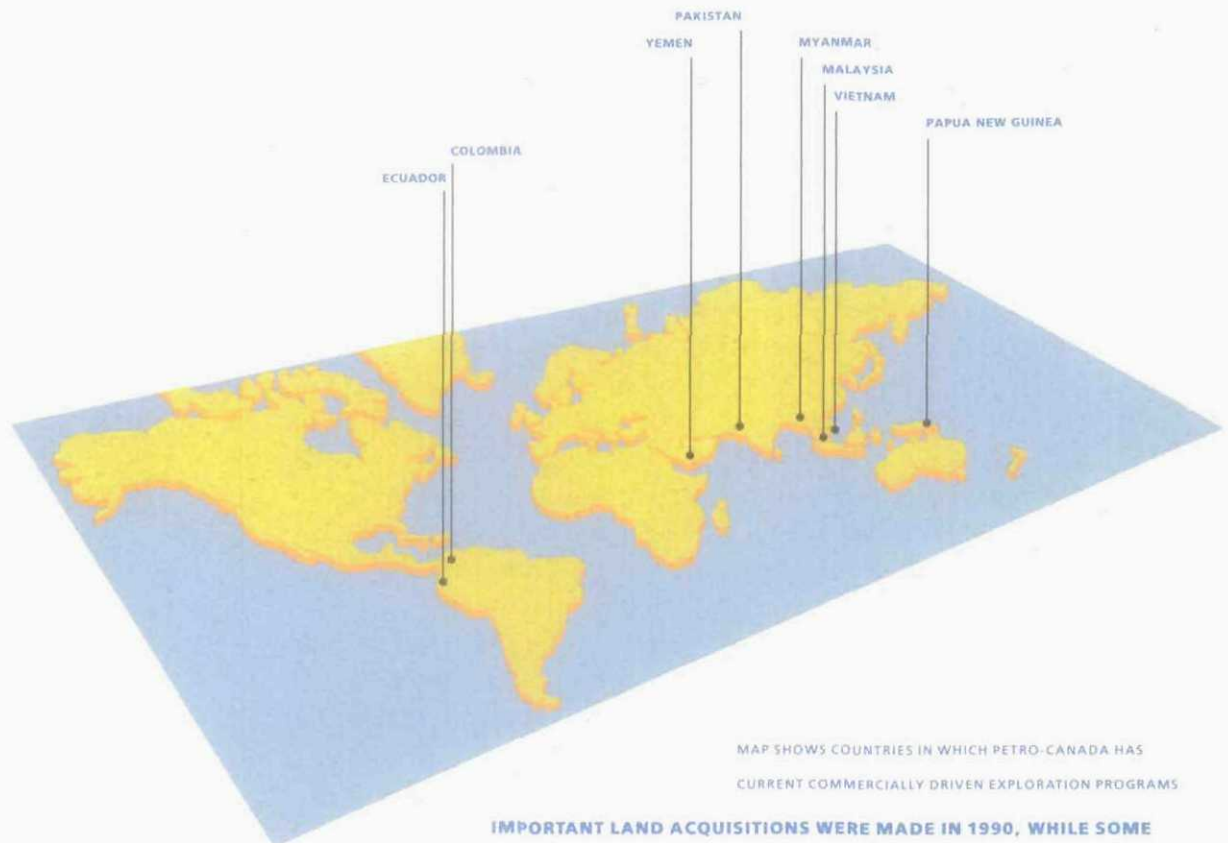 PAKISTAN
YEMEN
MYANMAR
MALAYSIA
VIETNAM
PAPUA NEW GUINEA
COLOMBIA
ECUADOR
MAP SHOWS COUNTRIES IN WHICH PETRO-CANADA HAS
CURRENT COMMERCIALLY DRIVEN EXPLORATION PROGRAMS
IMPORTANT LAND ACQUISITIONS WERE MADE IN 1990, WHILE SOME